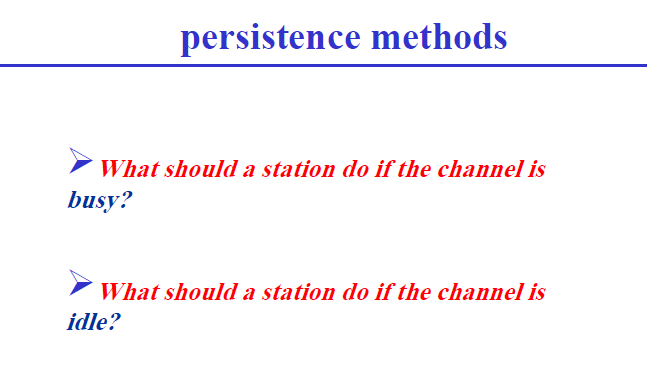 persistence methods
What should a station do if the channel is
busy?
What should a station do if the channel is
idle?